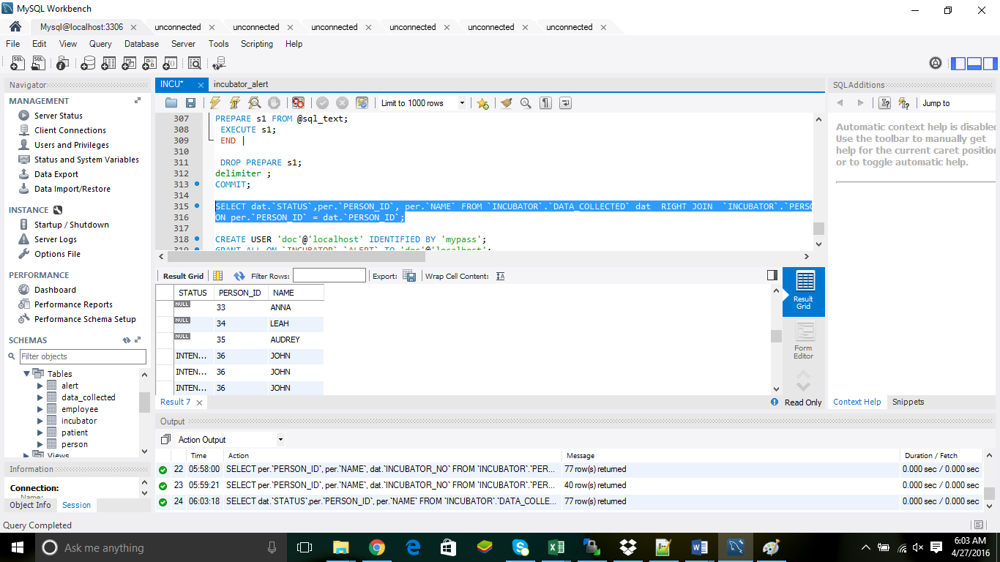 MySQL Workbench
Mysql@localhost:3306 unconnected unconnected unconnected unconnected unconnected unconnected
File Edit View Query Database Server Tools Scripting Help
Navigator
MANAGEMENT
Server Status
Client Connections
Users and Privileges
Status and System Variables
Data Export
Data Import/Restore
INSTANCE
Startup / Shutdown
Server Logs
Options File
PERFORMANCE
Dashboard
Performance Reports
Performance Schema Setup
SCHEMAS
Filter objects
Tables
alert
data_collected
employee
incubator
patient
person
Views
Information
Connection:
Name:
Object Info Session
INCU* incubator_alert
Limit to 1000 rows
307 PREPARE s1 FROM @sql_text;
308 EXECUTE s1;
309 END |
310
311 DROP PREPARE s1;
312 delimiter ;
313 COMMIT;
314
315 SELECT dat.`STATUS`,per.`PERSON_ID`, per.`NAME` FROM `INCUBATOR`.`DATA_COLLECTED` dat RIGHT JOIN `INCUBATOR`.`PERSO
316 ON per.`PERSON_ID` = dat.`PERSON_ID`;
317
318 CREATE USER 'doc'@'localhost' IDENTIFIED BY 'mypass';
319 GRANT ALL ON `INCUBATOR`.`ALERT` TO 'doc'@'localhost';
Result Grid Filter Rows: Export: Wrap Cell Content:
STATUS PERSON_ID NAME
NULL 33 ANNA
NULL 34 LEAH
NULL 35 AUDREY
INTEN... 36 JOHN
INTEN... 36 JOHN
INTEN... 36 JOHN
Result Grid
Form Editor
Result 7 Read Only
SQLAdditions
Jump to
Automatic context help is disabled
Use the toolbar to manually get
help for the current caret position
or to toggle automatic help.
Context Help Snippets
Output
Action Output
Time Action Message Duration / Fetch
22 05:58:00 SELECT per.`PERSON_ID`, per.`NAME`, dat.`INCUBATOR_NO` FROM `INCUBATOR`.`PER... 77 row(s) returned 0.000 sec / 0.000 sec
23 05:59:21 SELECT per.`PERSON_ID`, per.`NAME`, dat.`INCUBATOR_NO` FROM `INCUBATOR`.`PER... 40 row(s) returned 0.000 sec / 0.000 sec
24 06:03:18 SELECT dat.`STATUS`,per.`PERSON_ID`, per.`NAME` FROM `INCUBATOR`.`DATA_COLLE... 77 row(s) returned 0.000 sec / 0.000 sec
Query Completed
Ask me anything
6:03 AM
4/27/2016